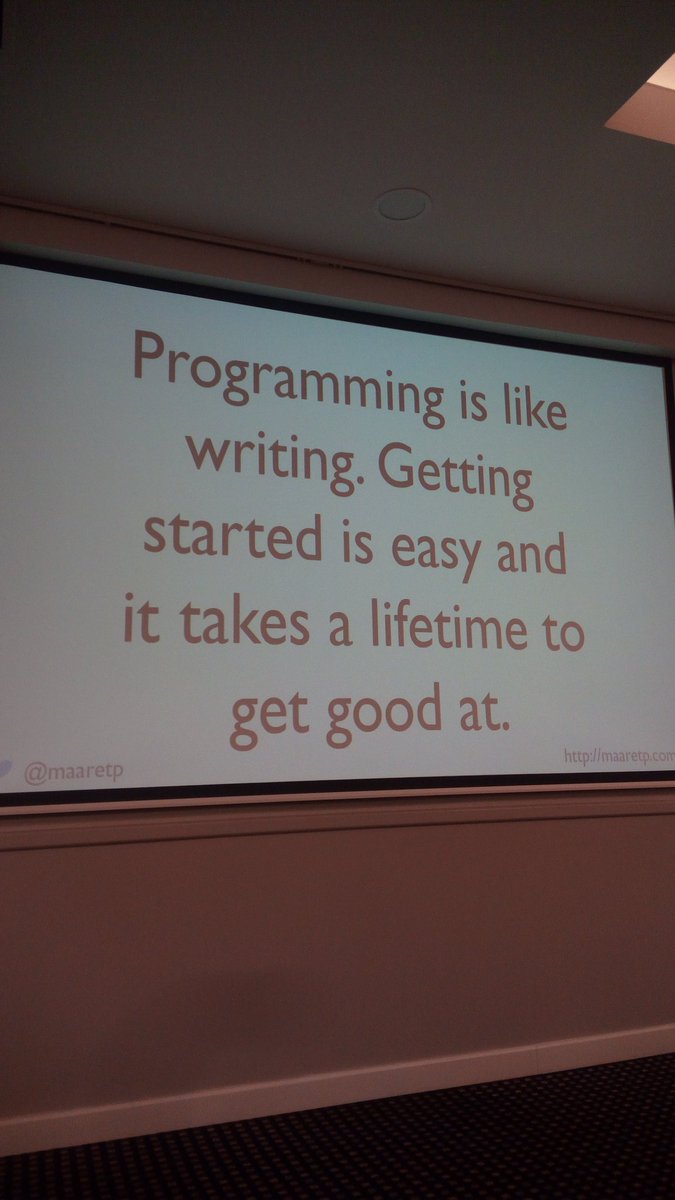 Programming is like
writing. Getting
started is easy and
it takes a lifetime to
get good at.
@maaretp
http://maaretp.com